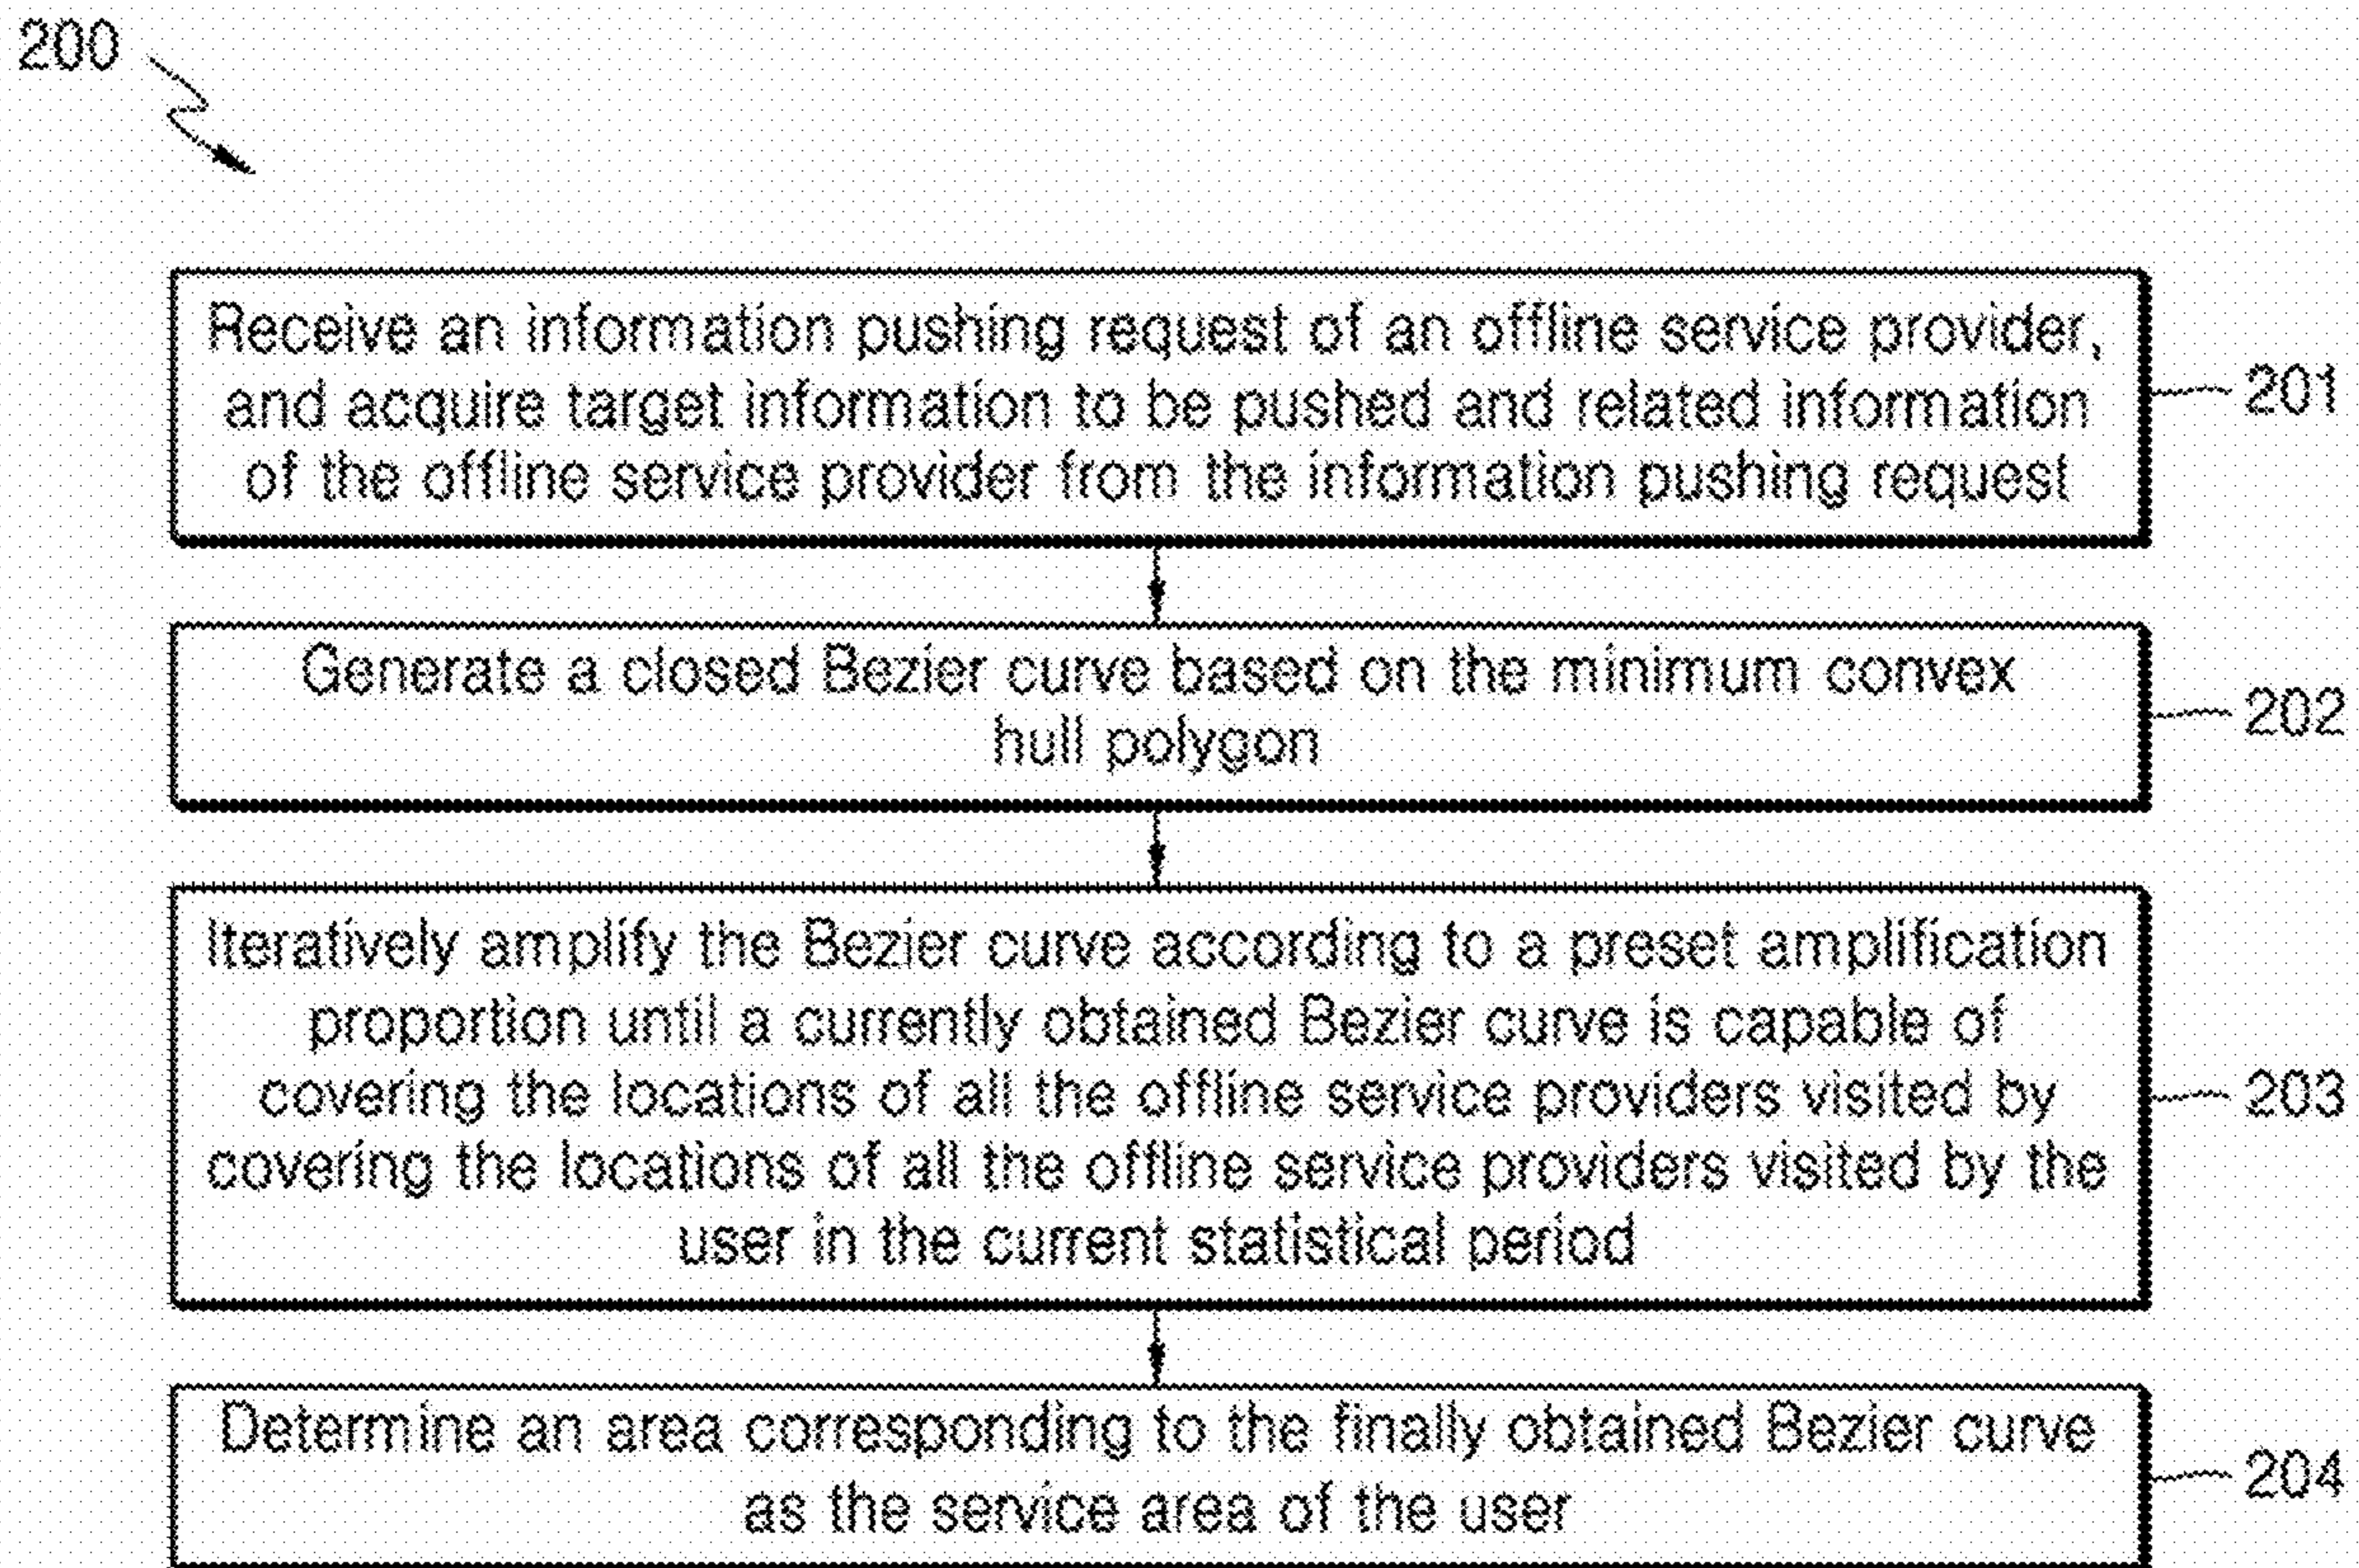 200
Receive an information pushing request of an offline service provider,
and acquire target information to be pushed and related information
of the offline service provider from the information pushing request
201
Generate a closed Bezier curve based on the minimum convex
hull polygon
202
Iteratively amplify the Bezier curve according to a preset amplification
proportion until a currently obtained Bezier curve is capable of
covering the locations of all the offline service providers visited by
covering the locations of all the offline service providers visited by the
user in the current statistical period
203
Determine an area corresponding to the finally obtained Bezier curve
as the service area of the user
204